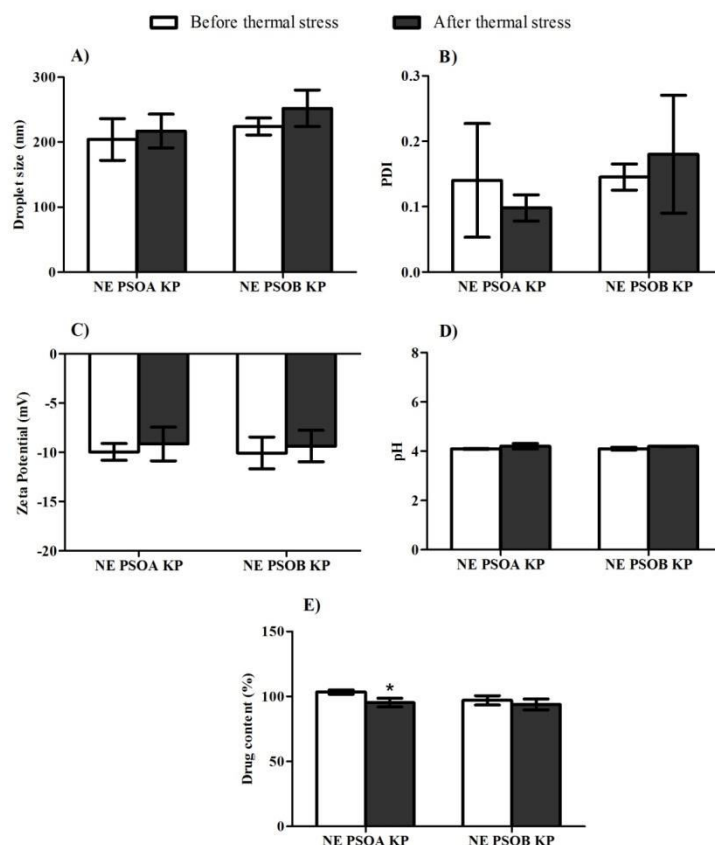 Before thermal stress After thermal stress
A)
Droplet size (nm)
300
200
100
0
NE PSOA KP NE PSOB KP
B)
PDI
0.3
0.2
0.1
0.0
NE PSOA KP NE PSOB KP
C)
Zeta Potential (mV)
0
-5
-10
-15
-20
NE PSOA KP NE PSOB KP
D)
pH
8
6
4
2
0
NE PSOA KP NE PSOB KP
E)
Drug content (%)
150
100
50
0
*
NE PSOA KP NE PSOB KP